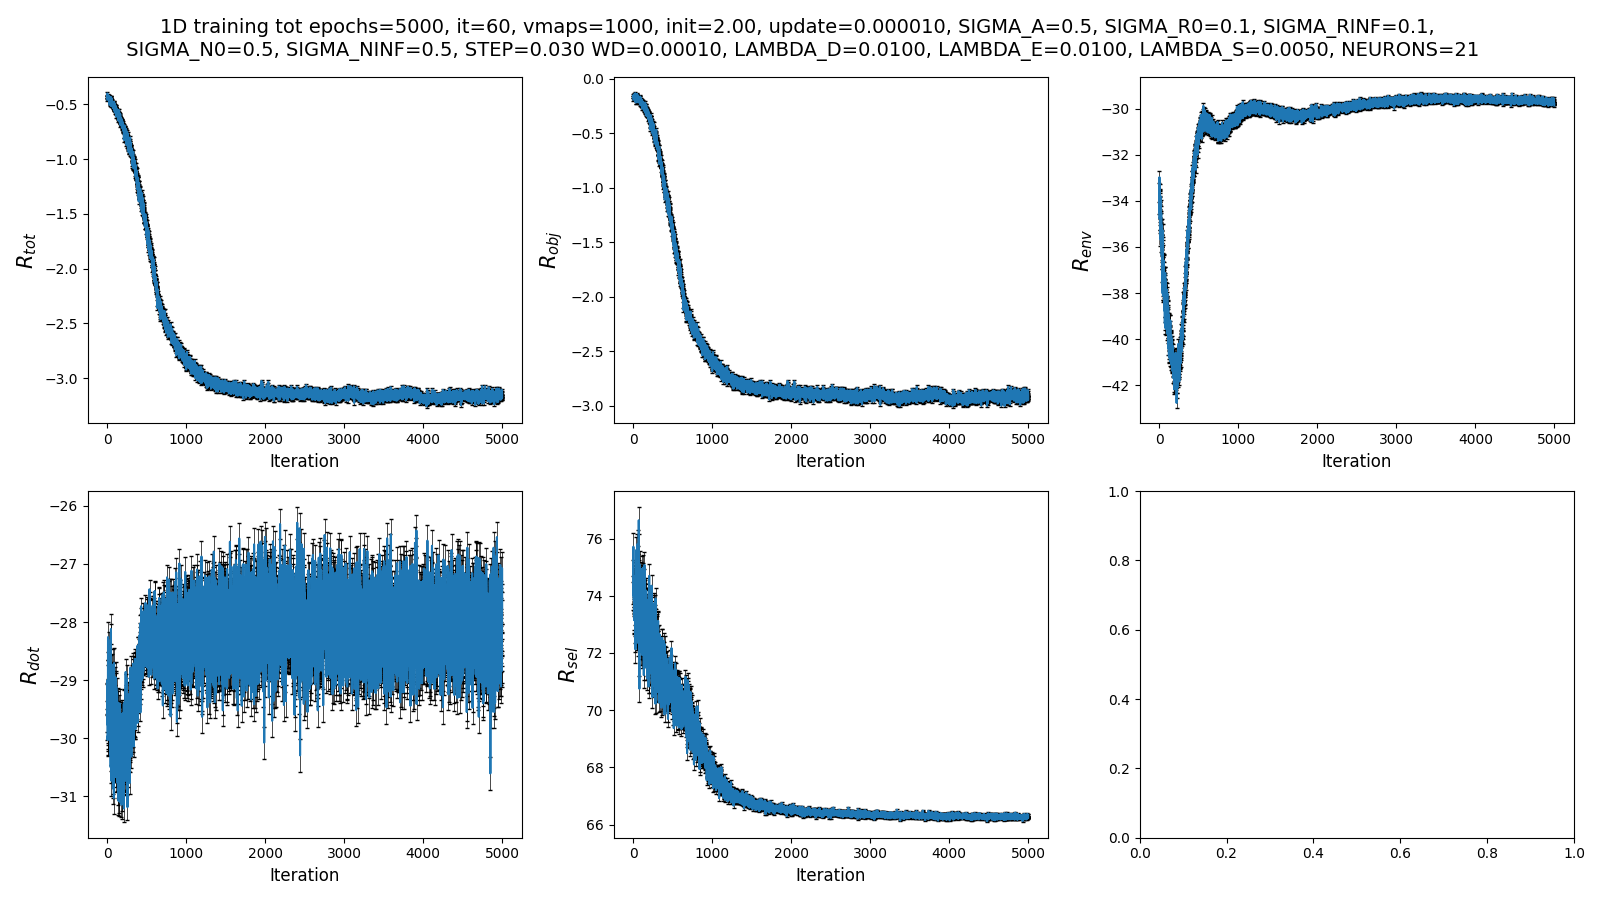 1D training tot epochs=5000, it=60, vmaps=1000, init=2.00, update=0.000010, SIGMA_A=0.5, SIGMA_R0=0.1, SIGMA_RINF=0.1,
SIGMA_N0=0.5, SIGMA_NINF=0.5, STEP=0.030 WD=0.00010, LAMBDA_D=0.0100, LAMBDA_E=0.0100, LAMBDA_S=0.0050, NEURONS=21
R_tot
−0.5
−1.0
−1.5
−2.0
−2.5
−3.0
0 1000 2000 3000 4000 5000
Iteration
R_obj
0.0
−0.5
−1.0
−1.5
−2.0
−2.5
−3.0
0 1000 2000 3000 4000 5000
Iteration
R_env
−30
−32
−34
−36
−38
−40
−42
0 1000 2000 3000 4000 5000
Iteration
R_dot
−26
−27
−28
−29
−30
−31
0 1000 2000 3000 4000 5000
Iteration
R_sel
76
74
72
70
68
66
0 1000 2000 3000 4000 5000
Iteration
1.0
0.8
0.6
0.4
0.2
0.0
0.0 0.2 0.4 0.6 0.8 1.0